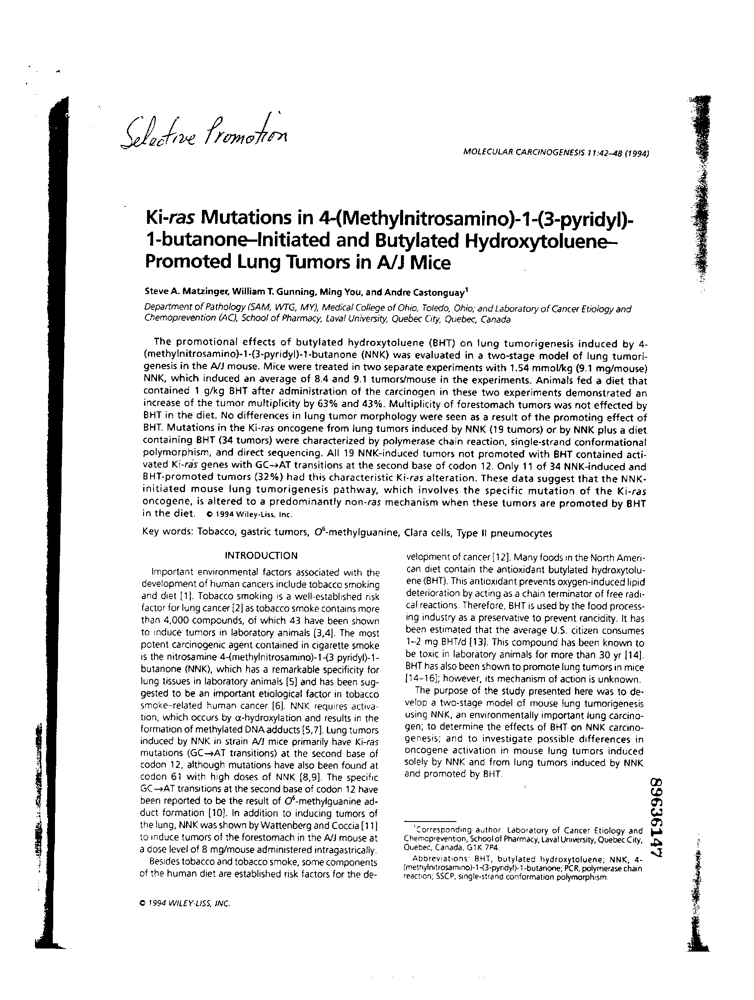 Selective Promotion
MOLECULAR CARCINOGENESIS 11:42–48 (1994)
Ki-ras Mutations in 4-(Methylnitrosamino)-1-(3-pyridyl)-
1-butanone–Initiated and Butylated Hydroxytoluene–
Promoted Lung Tumors in A/J Mice
Steve A. Matzinger, William T. Gunning, Ming You, and Andre Castonguay¹
Department of Pathology (SAM, WTG, MY), Medical College of Ohio, Toledo, Ohio; and Laboratory of Cancer Etiology and
Chemoprevention (AC), School of Pharmacy, Laval University, Quebec City, Quebec, Canada
The promotional effects of butylated hydroxytoluene (BHT) on lung tumorigenesis induced by 4-
(methylnitrosamino)-1-(3-pyridyl)-1-butanone (NNK) was evaluated in a two-stage model of lung tumori-
genesis in the A/J mouse. Mice were treated in two separate experiments with 1.54 mmol/kg (9.1 mg/mouse)
NNK, which induced an average of 8.4 and 9.1 tumors/mouse in the experiments. Animals fed a diet that
contained 1 g/kg BHT after administration of the carcinogen in these two experiments demonstrated an
increase of the tumor multiplicity by 63% and 43%. Multiplicity of forestomach tumors was not effected by
BHT in the diet. No differences in lung tumor morphology were seen as a result of the promoting effect of
BHT. Mutations in the Ki-ras oncogene from lung tumors induced by NNK (19 tumors) or by NNK plus a diet
containing BHT (34 tumors) were characterized by polymerase chain reaction, single-strand conformational
polymorphism, and direct sequencing. All 19 NNK-induced tumors not promoted with BHT contained acti-
vated Ki-ras genes with GC→AT transitions at the second base of codon 12. Only 11 of 34 NNK-induced and
BHT-promoted tumors (32%) had this characteristic Ki-ras alteration. These data suggest that the NNK-
initiated mouse lung tumorigenesis pathway, which involves the specific mutation of the Ki-ras
oncogene, is altered to a predominantly non-ras mechanism when these tumors are promoted by BHT
in the diet. © 1994 Wiley-Liss, Inc.
Key words: Tobacco, gastric tumors, O⁶-methylguanine, Clara cells, Type II pneumocytes
INTRODUCTION
Important environmental factors associated with the
development of human cancers include tobacco smoking
and diet [1]. Tobacco smoking is a well-established risk
factor for lung cancer [2] as tobacco smoke contains more
than 4,000 compounds, of which 43 have been shown
to induce tumors in laboratory animals [3,4]. The most
potent carcinogenic agent contained in cigarette smoke
is the nitrosamine 4-(methylnitrosamino)-1-(3 pyridyl)-1-
butanone (NNK), which has a remarkable specificity for
lung tissues in laboratory animals [5] and has been sug-
gested to be an important etiological factor in tobacco
smoke–related human cancer [6]. NNK requires activa-
tion, which occurs by α-hydroxylation and results in the
formation of methylated DNA adducts [5,7]. Lung tumors
induced by NNK in strain A/J mice primarily have Ki-ras
mutations (GC→AT transitions) at the second base of
codon 12, although mutations have also been found at
codon 61 with high doses of NNK [8,9]. The specific
GC→AT transitions at the second base of codon 12 have
been reported to be the result of O⁶-methylguanine ad-
duct formation [10]. In addition to inducing tumors of
the lung, NNK was shown by Wattenberg and Coccia [11]
to induce tumors of the forestomach in the A/J mouse at
a dose level of 8 mg/mouse administered intragastrically.
Besides tobacco and tobacco smoke, some components
of the human diet are established risk factors for the de-
velopment of cancer [12]. Many foods in the North Ameri-
can diet contain the antioxidant butylated hydroxytolu-
ene (BHT). This antioxidant prevents oxygen-induced lipid
deterioration by acting as a chain terminator of free radi-
cal reactions. Therefore, BHT is used by the food process-
ing industry as a preservative to prevent rancidity. It has
been estimated that the average U.S. citizen consumes
1–2 mg BHT/d [13]. This compound has been known to
be toxic in laboratory animals for more than 30 yr [14].
BHT has also been shown to promote lung tumors in mice
[14–16]; however, its mechanism of action is unknown.
The purpose of the study presented here was to de-
velop a two-stage model of mouse lung tumorigenesis
using NNK, an environmentally important lung carcino-
gen; to determine the effects of BHT on NNK carcino-
genesis; and to investigate possible differences in
oncogene activation in mouse lung tumors induced
solely by NNK and from lung tumors induced by NNK
and promoted by BHT.
¹Corresponding author: Laboratory of Cancer Etiology and
Chemoprevention, School of Pharmacy, Laval University, Quebec City,
Quebec, Canada, G1K 7P4.
Abbreviations: BHT, butylated hydroxytoluene; NNK, 4-
(methylnitrosamino)-1-(3-pyridyl)-1-butanone; PCR, polymerase chain
reaction; SSCP, single-strand conformation polymorphism.
© 1994 WILEY-LISS, INC.
89636147